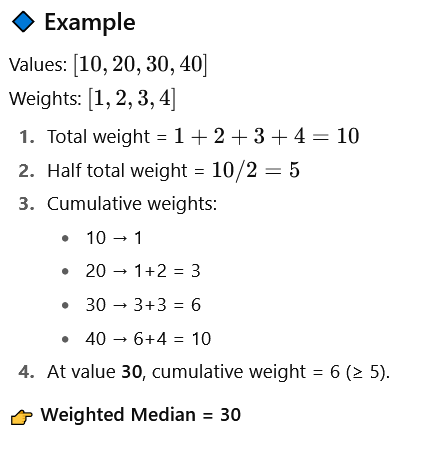 🔷 Example
Values: [10, 20, 30, 40]
Weights: [1, 2, 3, 4]
1. Total weight = 1 + 2 + 3 + 4 = 10
2. Half total weight = 10/2 = 5
3. Cumulative weights:
• 10 → 1
• 20 → 1+2 = 3
• 30 → 3+3 = 6
• 40 → 6+4 = 10
4. At value 30, cumulative weight = 6 (≥ 5).
👉 Weighted Median = 30